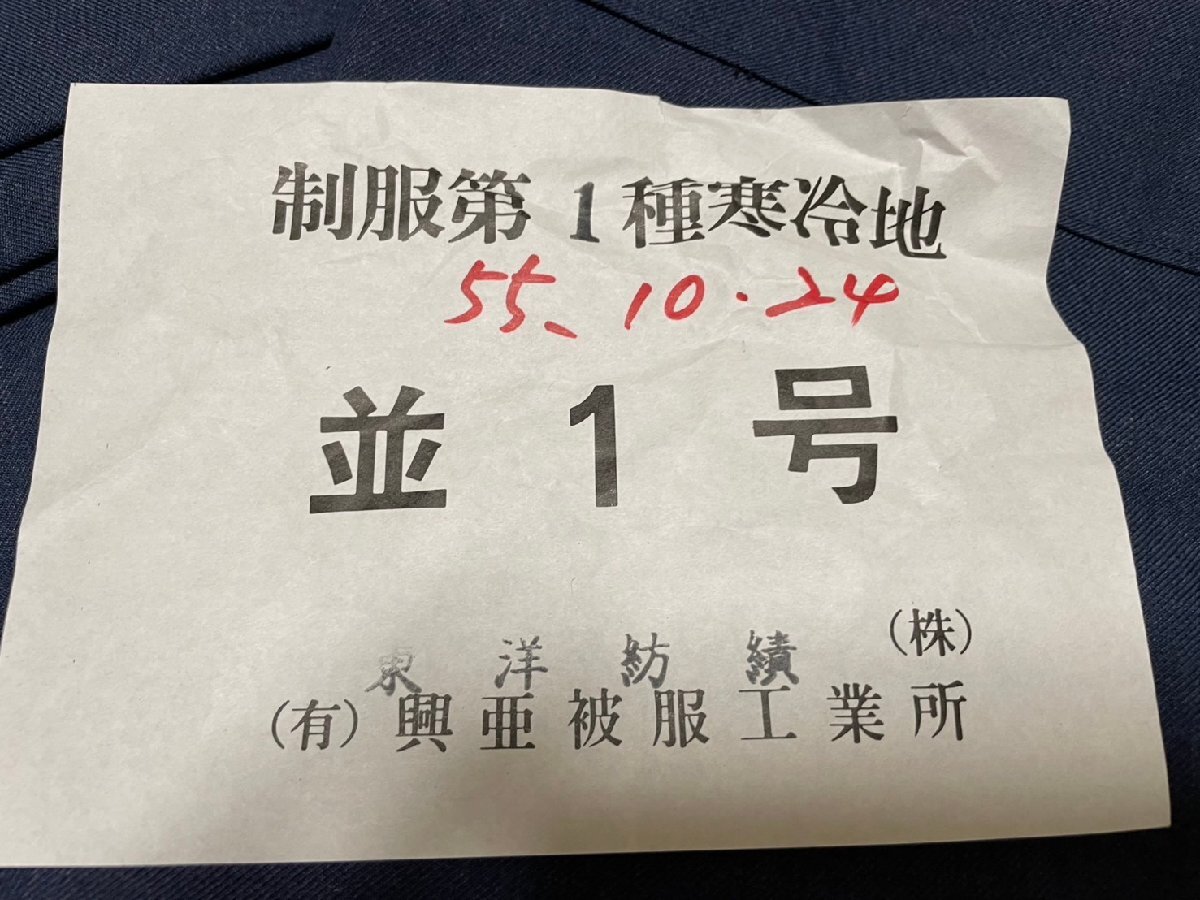 制服第1種寒冷地
55、10.24
並1号
東洋紡績(株)
(有)興亜被服工業所